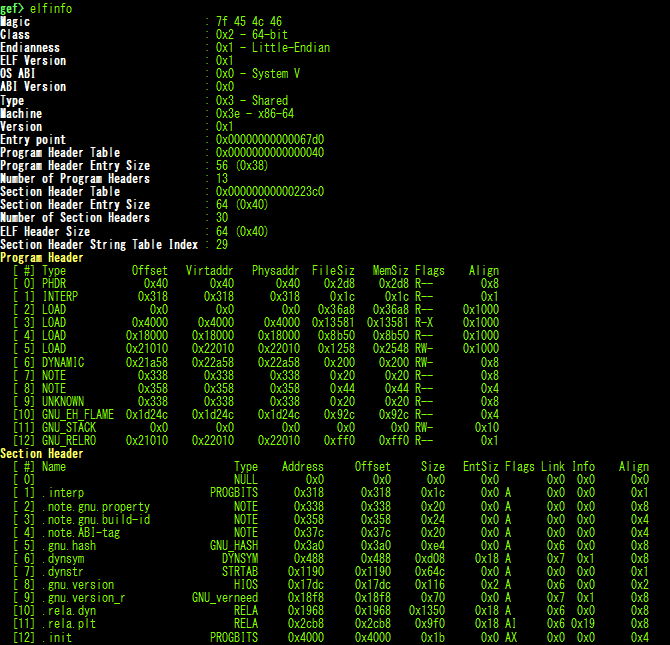 gef> elfinfo
Magic : 7f 45 4c 46
Class : 0x2 - 64-bit
Endianness : 0x1 - Little-Endian
ELF Version : 0x1
OS ABI : 0x0 - System V
ABI Version : 0x0
Type : 0x3 - Shared
Machine : 0x3e - x86-64
Version : 0x1
Entry point : 0x00000000000067d0
Program Header Table : 0x0000000000000040
Program Header Entry Size : 56 (0x38)
Number of Program Headers : 13
Section Header Table : 0x00000000000223c0
Section Header Entry Size : 64 (0x40)
Number of Section Headers : 30
ELF Header Size : 64 (0x40)
Section Header String Table Index : 29
Program Header
[ #] Type Offset Virtaddr Physaddr FileSiz MemSiz Flags Align
[ 0] PHDR 0x40 0x40 0x40 0x2d8 0x2d8 R-- 0x8
[ 1] INTERP 0x318 0x318 0x318 0x1c 0x1c R-- 0x1
[ 2] LOAD 0x0 0x0 0x0 0x36a8 0x36a8 R-- 0x1000
[ 3] LOAD 0x4000 0x4000 0x4000 0x13581 0x13581 R-X 0x1000
[ 4] LOAD 0x18000 0x18000 0x18000 0x8b50 0x8b50 R-- 0x1000
[ 5] LOAD 0x21010 0x22010 0x22010 0x1258 0x2548 RW- 0x1000
[ 6] DYNAMIC 0x21a58 0x22a58 0x22a58 0x200 0x200 RW- 0x8
[ 7] NOTE 0x338 0x338 0x338 0x20 0x20 R-- 0x8
[ 8] NOTE 0x358 0x358 0x358 0x44 0x44 R-- 0x4
[ 9] UNKNOWN 0x338 0x338 0x338 0x20 0x20 R-- 0x8
[10] GNU_EH_FLAME 0x1d24c 0x1d24c 0x1d24c 0x92c 0x92c R-- 0x4
[11] GNU_STACK 0x0 0x0 0x0 0x0 0x0 RW- 0x10
[12] GNU_RELRO 0x21010 0x22010 0x22010 0xff0 0xff0 R-- 0x1
Section Header
[ #] Name Type Address Offset Size EntSiz Flags Link Info Align
[ 0] NULL 0x0 0x0 0x0 0x0 0x0 0x0 0x0
[ 1] .interp PROGBITS 0x318 0x318 0x1c 0x0 A 0x0 0x0 0x1
[ 2] .note.gnu.property NOTE 0x338 0x338 0x20 0x0 A 0x0 0x0 0x8
[ 3] .note.gnu.build-id NOTE 0x358 0x358 0x24 0x0 A 0x0 0x0 0x4
[ 4] .note.ABI-tag NOTE 0x37c 0x37c 0x20 0x0 A 0x0 0x0 0x4
[ 5] .gnu.hash GNU_HASH 0x3a0 0x3a0 0xe4 0x0 A 0x6 0x0 0x8
[ 6] .dynsym DYNSYM 0x488 0x488 0xd08 0x18 A 0x7 0x1 0x8
[ 7] .dynstr STRTAB 0x1190 0x1190 0x64c 0x0 A 0x0 0x0 0x1
[ 8] .gnu.version HIOS 0x17dc 0x17dc 0x116 0x2 A 0x6 0x0 0x2
[ 9] .gnu.version_r GNU_verneed 0x18f8 0x18f8 0x70 0x0 A 0x7 0x1 0x8
[10] .rela.dyn RELA 0x1968 0x1968 0x1350 0x18 A 0x6 0x0 0x8
[11] .rela.plt RELA 0x2cb8 0x2cb8 0x9f0 0x18 AI 0x6 0x19 0x8
[12] .init PROGBITS 0x4000 0x4000 0x1b 0x0 AX 0x0 0x0 0x4